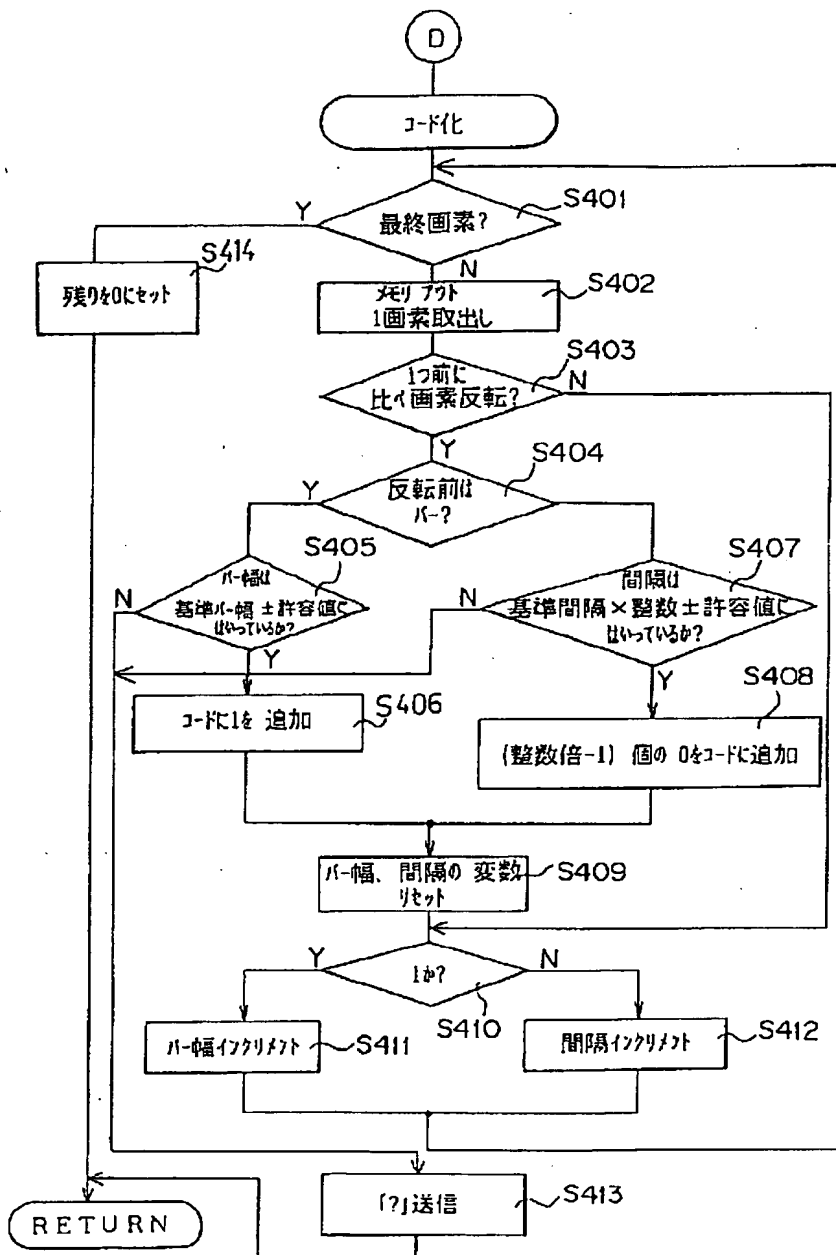 D
コード化
最終画素?
S401
Y
N
S414
残りを0にセット
メモリ アウト
1画素取出し
S402
1つ前に
比べ画素反転?
S403
N
Y
反転前は
バー?
S404
Y
バー幅は
基準バー幅±許容値に
はいっているか?
S405
N
Y
間隔は
基準間隔×整数±許容値に
はいっているか?
S407
N
Y
コードに1を 追加
S406
(整数倍-1) 個の 0をコードに追加
S408
バー幅、間隔の 変数
リセット
S409
1か?
Y
N
S410
バー幅インクリメント
S411
間隔インクリメント
S412
「?」送信
S413
RETURN